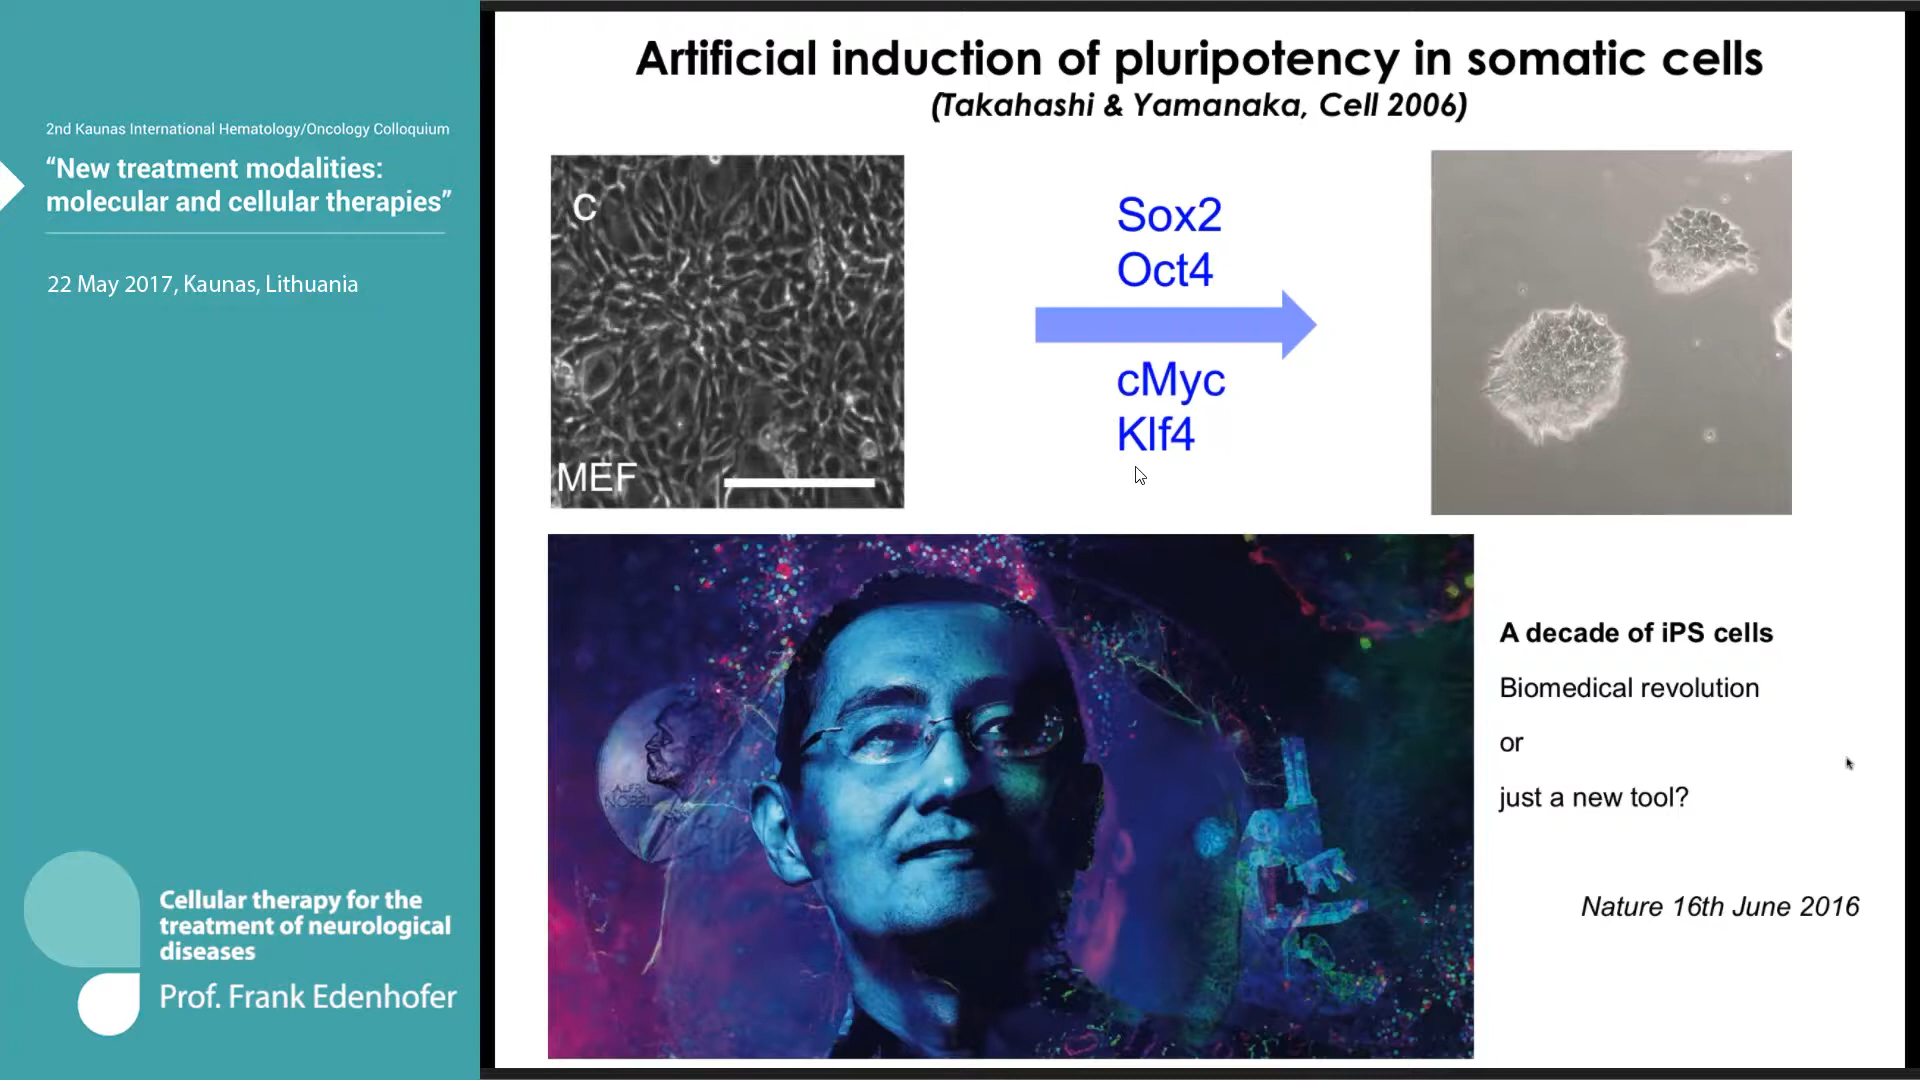 2nd Kaunas International Hematology/Oncology Colloquium
“New treatment modalities:
molecular and cellular therapies”
22 May 2017, Kaunas, Lithuania
Cellular therapy for the
treatment of neurological
diseases
Prof. Frank Edenhofer
Artificial induction of pluripotency in somatic cells
(Takahashi & Yamanaka, Cell 2006)
C
MEF
Sox2
Oct4
cMyc
Klf4
NOBEL
A decade of iPS cells
Biomedical revolution
or
just a new tool?
Nature 16th June 2016